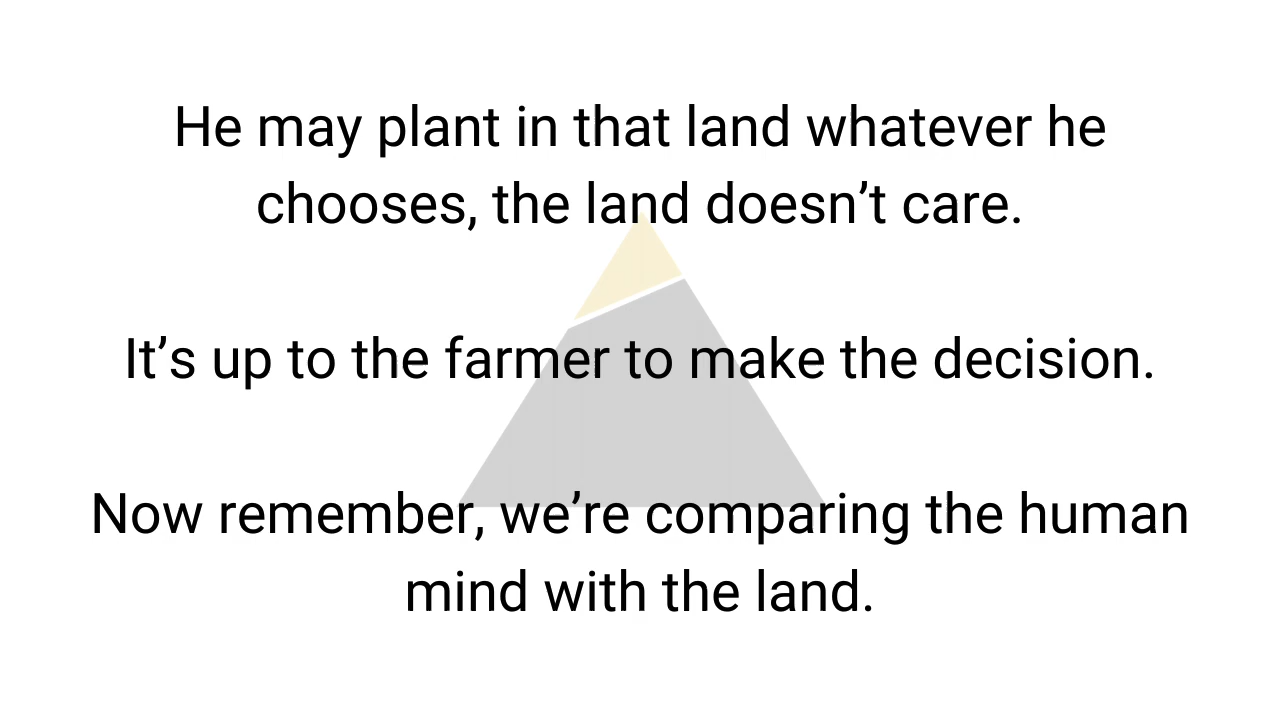 He may plant in that land whatever he
chooses, the land doesn’t care.
It’s up to the farmer to make the decision.
Now remember, we’re comparing the human
mind with the land.